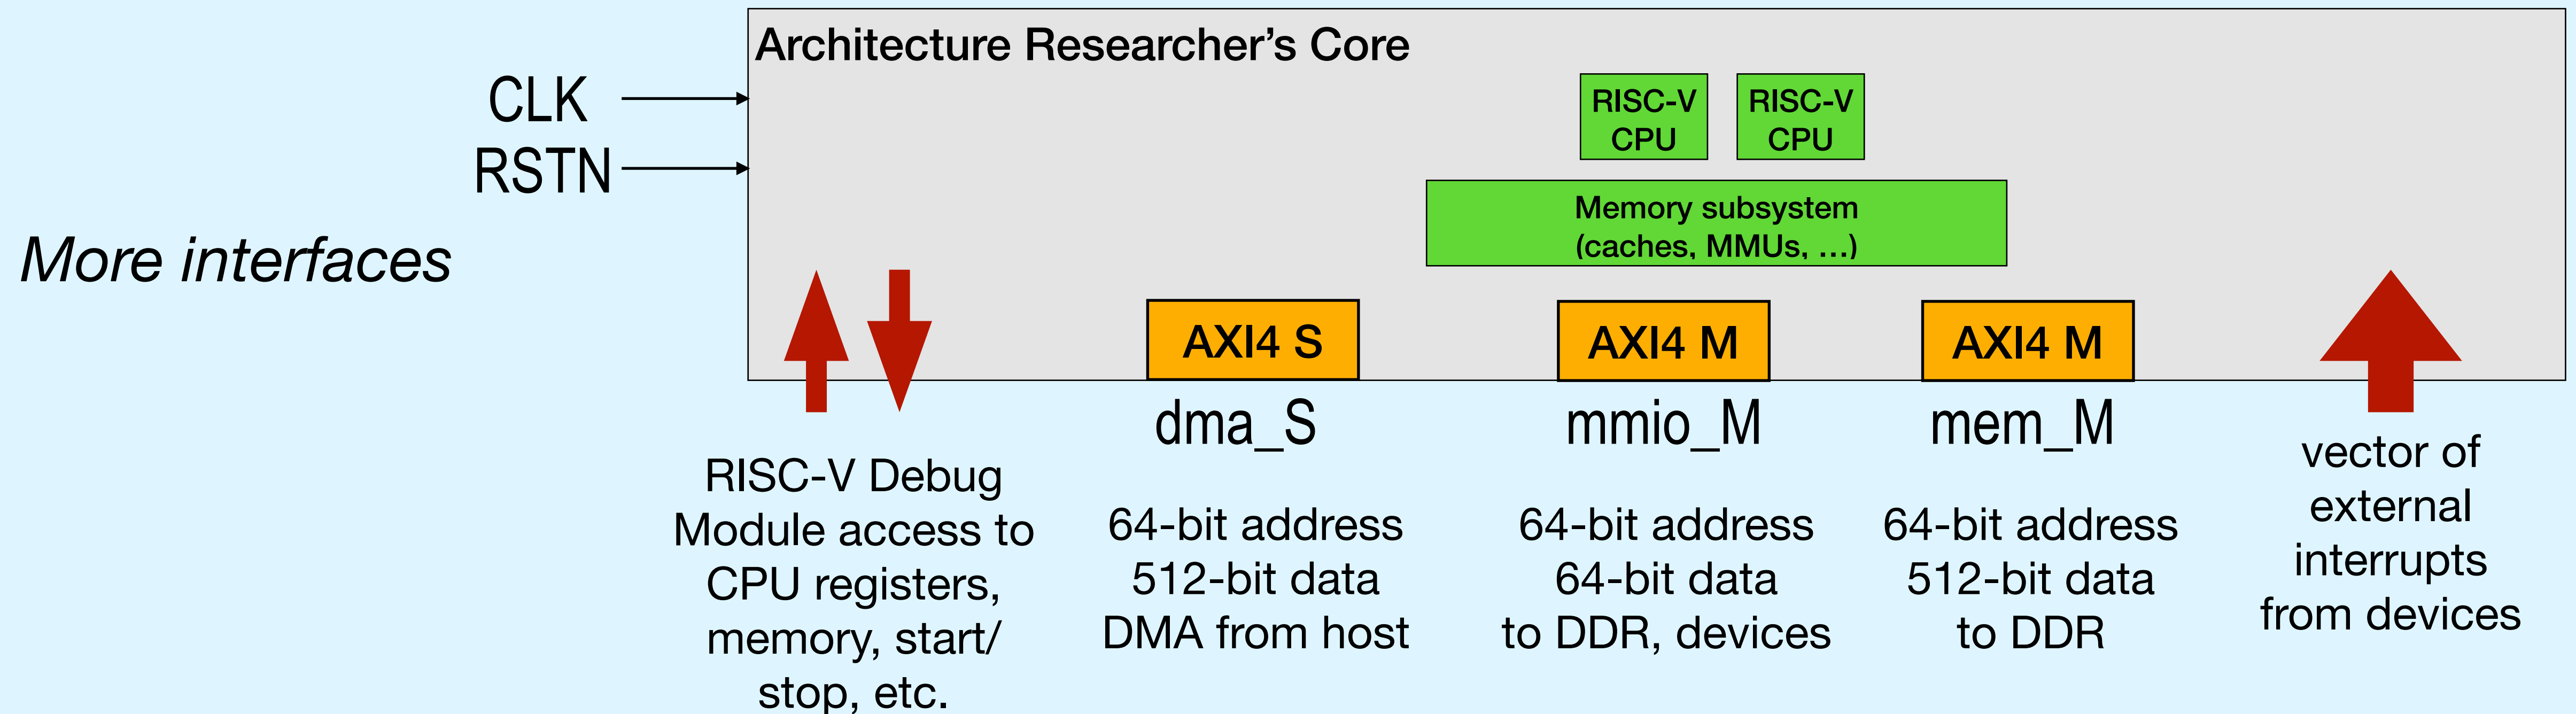 Architecture Researcher's Core
CLK
RSTN
More interfaces
RISC-V
CPU
RISC-V
CPU
Memory subsystem
(caches, MMUs, …)
AXI4 S
AXI4 M
AXI4 M
dma_S
mmio_M
mem_M
RISC-V Debug
Module access to
CPU registers,
memory, start/
stop, etc.
64-bit address
512-bit data
DMA from host
64-bit address
64-bit data
to DDR, devices
64-bit address
512-bit data
to DDR
vector of
external
interrupts
from devices